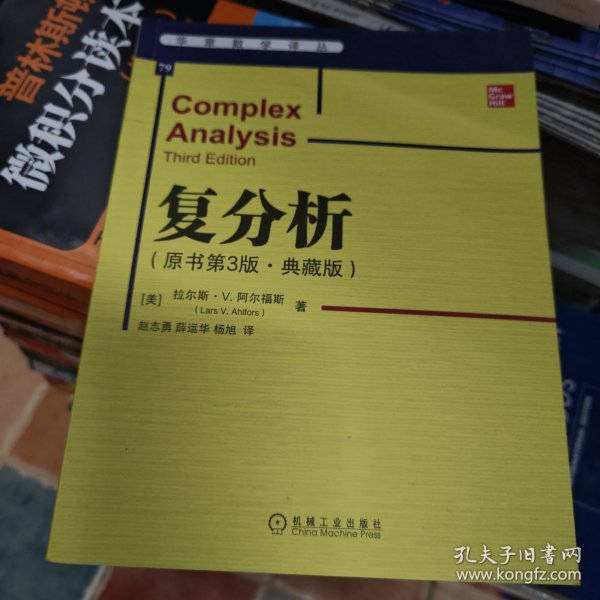 华章数学译丛
79
Mc
Graw
Hill
Complex
Analysis
Third Edition
复分析
(原书第3版·典藏版)
[美] 拉尔斯·V. 阿尔福斯 著
(Lars V. Ahlfors)
赵志勇 薛运华 杨旭 译
机械工业出版社
China Machine Press
普林斯顿
微积分读本
孔夫子旧书网
www.kongfz.com